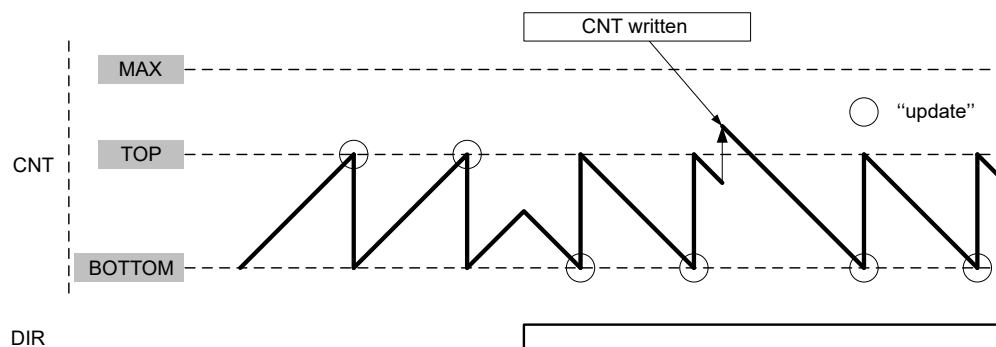 CNT written
MAX
“update”
TOP
CNT
BOTTOM
DIR